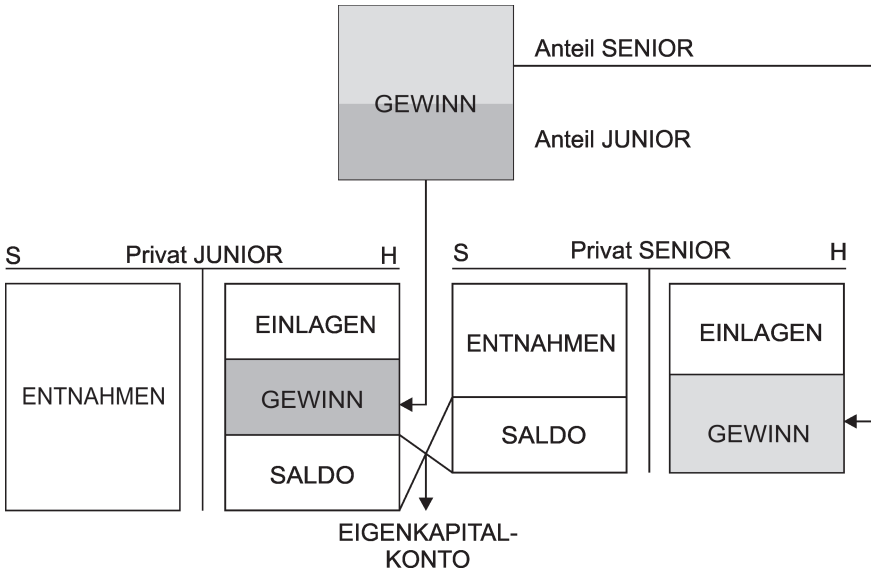 Anteil SENIOR
GEWINN
Anteil JUNIOR
S Privat JUNIOR H
S Privat SENIOR H
EINLAGEN
ENTNAHMEN
GEWINN
SALDO
ENTNAHMEN
SALDO
EINLAGEN
GEWINN
EIGENKAPITAL-
KONTO